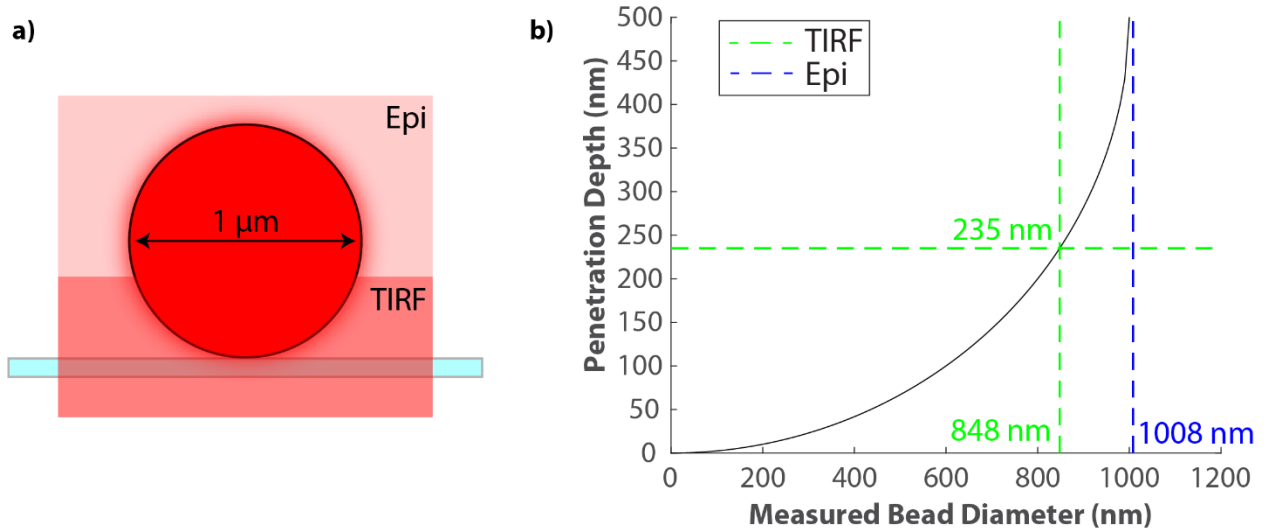 a)
Epi
1 μm
TIRF
b)
Penetration Depth (nm)
500
450
400
350
300
250
200
150
100
50
0
TIRF
Epi
235 nm
848 nm
1008 nm
0 200 400 600 800 1000 1200
Measured Bead Diameter (nm)